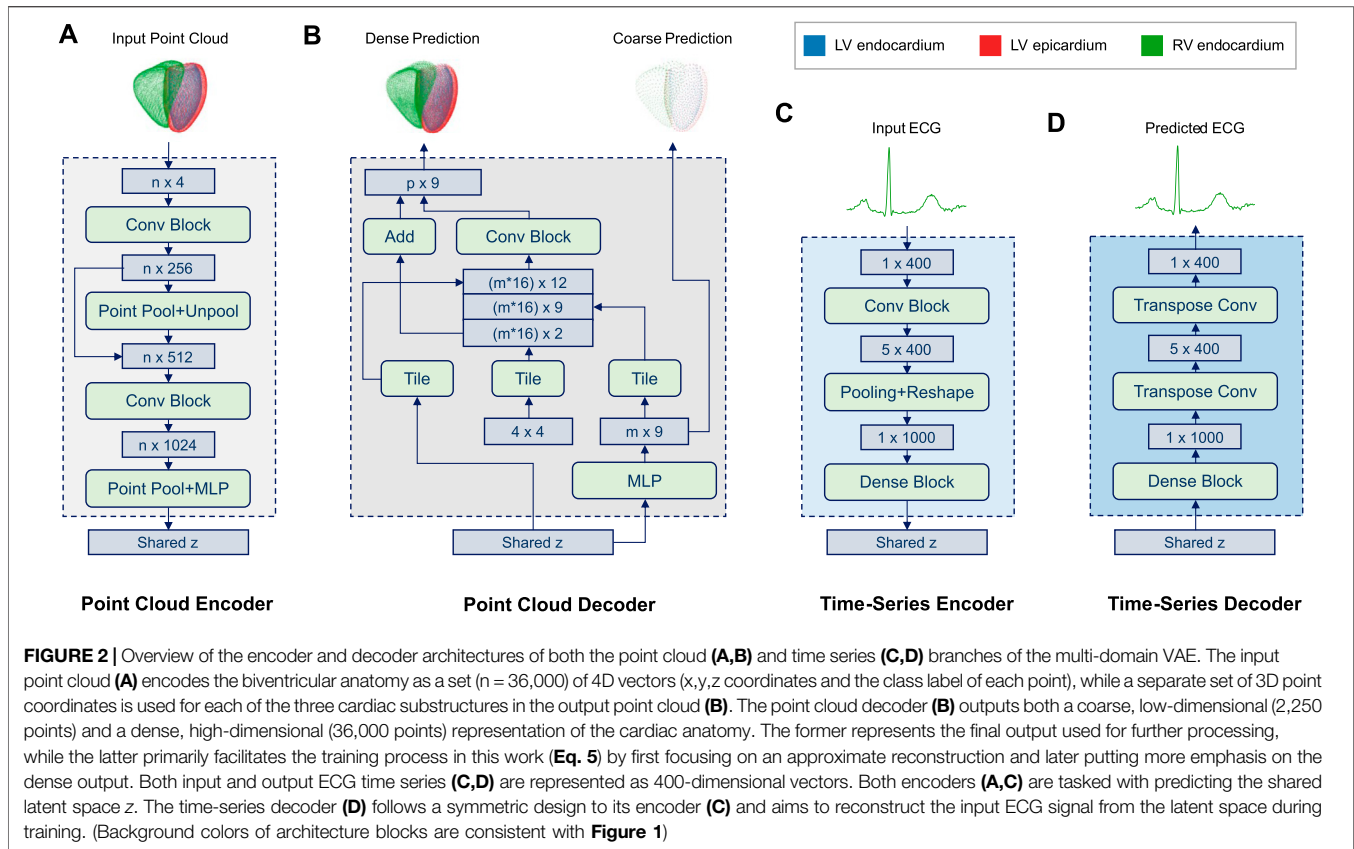 A
Input Point Cloud
n x 4
Conv Block
n x 256
Point Pool+Unpool
n x 512
Conv Block
n x 1024
Point Pool+MLP
Shared z
Point Cloud Encoder
B
Dense Prediction
Coarse Prediction
p x 9
Add
Conv Block
(m*16) x 12
(m*16) x 9
(m*16) x 2
Tile
Tile
Tile
4 x 4
m x 9
MLP
Shared z
Point Cloud Decoder
LV endocardium
LV epicardium
RV endocardium
C
Input ECG
1 x 400
Conv Block
5 x 400
Pooling+Reshape
1 x 1000
Dense Block
Shared z
Time-Series Encoder
D
Predicted ECG
1 x 400
Transpose Conv
5 x 400
Transpose Conv
1 x 1000
Dense Block
Shared z
Time-Series Decoder
FIGURE 2 | Overview of the encoder and decoder architectures of both the point cloud (A,B) and time series (C,D) branches of the multi-domain VAE. The input
point cloud (A) encodes the biventricular anatomy as a set (n = 36,000) of 4D vectors (x,y,z coordinates and the class label of each point), while a separate set of 3D point
coordinates is used for each of the three cardiac substructures in the output point cloud (B). The point cloud decoder (B) outputs both a coarse, low-dimensional (2,250
points) and a dense, high-dimensional (36,000 points) representation of the cardiac anatomy. The former represents the final output used for further processing,
while the latter primarily facilitates the training process in this work (Eq. 5) by first focusing on an approximate reconstruction and later putting more emphasis on the
dense output. Both input and output ECG time series (C,D) are represented as 400-dimensional vectors. Both encoders (A,C) are tasked with predicting the shared
latent space z. The time-series decoder (D) follows a symmetric design to its encoder (C) and aims to reconstruct the input ECG signal from the latent space during
training. (Background colors of architecture blocks are consistent with Figure 1)